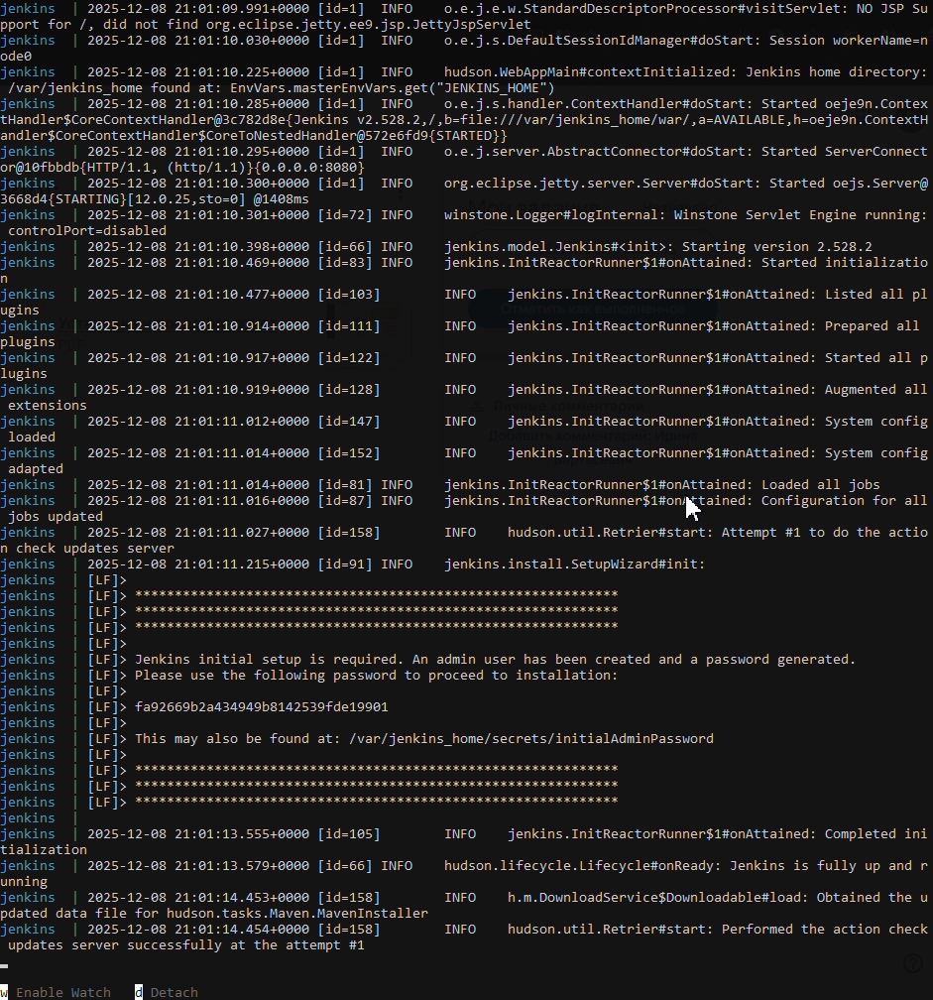 jenkins  | 2025-12-08 21:01:09.991+0000 [id=1]  INFO    o.e.j.e.w.StandardDescriptorProcessor#visitServlet: NO JSP Su
pport for /, did not find org.eclipse.jetty.ee9.jsp.JettyJspServlet
jenkins  | 2025-12-08 21:01:10.030+0000 [id=1]  INFO    o.e.j.s.DefaultSessionIdManager#doStart: Session workerName=n
ode0
jenkins  | 2025-12-08 21:01:10.225+0000 [id=1]  INFO    hudson.WebAppMain#contextInitialized: Jenkins home directory:
 /var/jenkins_home found at: EnvVars.masterEnvVars.get("JENKINS_HOME")
jenkins  | 2025-12-08 21:01:10.285+0000 [id=1]  INFO    o.e.j.s.handler.ContextHandler#doStart: Started oeje9n.Contex
tHandler$CoreContextHandler@3c782d8e{Jenkins v2.528.2,/,b=file:///var/jenkins_home/war/,a=AVAILABLE,h=oeje9n.ContextH
andler$CoreContextHandler$CoreToNestedHandler@572e6fd9{STARTED}}
jenkins  | 2025-12-08 21:01:10.295+0000 [id=1]  INFO    o.e.j.server.AbstractConnector#doStart: Started ServerConnect
or@10fbbdb{HTTP/1.1, (http/1.1)}{0.0.0.0:8080}
jenkins  | 2025-12-08 21:01:10.300+0000 [id=1]  INFO    org.eclipse.jetty.server.Server#doStart: Started oejs.Server@
3668d4{STARTING}[12.0.25,sto=0] @1408ms
jenkins  | 2025-12-08 21:01:10.301+0000 [id=72] INFO    winstone.Logger#logInternal: Winstone Servlet Engine running:
 controlPort=disabled
jenkins  | 2025-12-08 21:01:10.398+0000 [id=66] INFO    jenkins.model.Jenkins#<init>: Starting version 2.528.2
jenkins  | 2025-12-08 21:01:10.469+0000 [id=83] INFO    jenkins.InitReactorRunner$1#onAttained: Started initializatio
n
jenkins  | 2025-12-08 21:01:10.477+0000 [id=103]        INFO    jenkins.InitReactorRunner$1#onAttained: Listed all pl
ugins
jenkins  | 2025-12-08 21:01:10.914+0000 [id=111]        INFO    jenkins.InitReactorRunner$1#onAttained: Prepared all
plugins
jenkins  | 2025-12-08 21:01:10.917+0000 [id=122]        INFO    jenkins.InitReactorRunner$1#onAttained: Started all p
lugins
jenkins  | 2025-12-08 21:01:10.919+0000 [id=128]        INFO    jenkins.InitReactorRunner$1#onAttained: Augmented all
 extensions
jenkins  | 2025-12-08 21:01:11.012+0000 [id=147]        INFO    jenkins.InitReactorRunner$1#onAttained: System config
 loaded
jenkins  | 2025-12-08 21:01:11.014+0000 [id=152]        INFO    jenkins.InitReactorRunner$1#onAttained: System config
 adapted
jenkins  | 2025-12-08 21:01:11.014+0000 [id=81] INFO    jenkins.InitReactorRunner$1#onAttained: Loaded all jobs
jenkins  | 2025-12-08 21:01:11.016+0000 [id=87] INFO    jenkins.InitReactorRunner$1#onAttained: Configuration for all
 jobs updated
jenkins  | 2025-12-08 21:01:11.027+0000 [id=158]        INFO    hudson.util.Retrier#start: Attempt #1 to do the actio
n check updates server
jenkins  | 2025-12-08 21:01:11.215+0000 [id=91] INFO    jenkins.install.SetupWizard#init:
jenkins  | [LF]>
jenkins  | [LF]> *************************************************************
jenkins  | [LF]> *************************************************************
jenkins  | [LF]> *************************************************************
jenkins  | [LF]>
jenkins  | [LF]> Jenkins initial setup is required. An admin user has been created and a password generated.
jenkins  | [LF]> Please use the following password to proceed to installation:
jenkins  | [LF]>
jenkins  | [LF]> fa92669b2a434949b8142539fde19901
jenkins  | [LF]>
jenkins  | [LF]> This may also be found at: /var/jenkins_home/secrets/initialAdminPassword
jenkins  | [LF]>
jenkins  | [LF]> *************************************************************
jenkins  | [LF]> *************************************************************
jenkins  | [LF]> *************************************************************
jenkins  |
jenkins  | 2025-12-08 21:01:13.555+0000 [id=105]        INFO    jenkins.InitReactorRunner$1#onAttained: Completed ini
tialization
jenkins  | 2025-12-08 21:01:13.579+0000 [id=66] INFO    hudson.lifecycle.Lifecycle#onReady: Jenkins is fully up and r
unning
jenkins  | 2025-12-08 21:01:14.453+0000 [id=158]        INFO    h.m.DownloadService$Downloadable#load: Obtained the u
pdated data file for hudson.tasks.Maven.MavenInstaller
jenkins  | 2025-12-08 21:01:14.454+0000 [id=158]        INFO    hudson.util.Retrier#start: Performed the action check
 updates server successfully at the attempt #1
w Enable Watch   d Detach